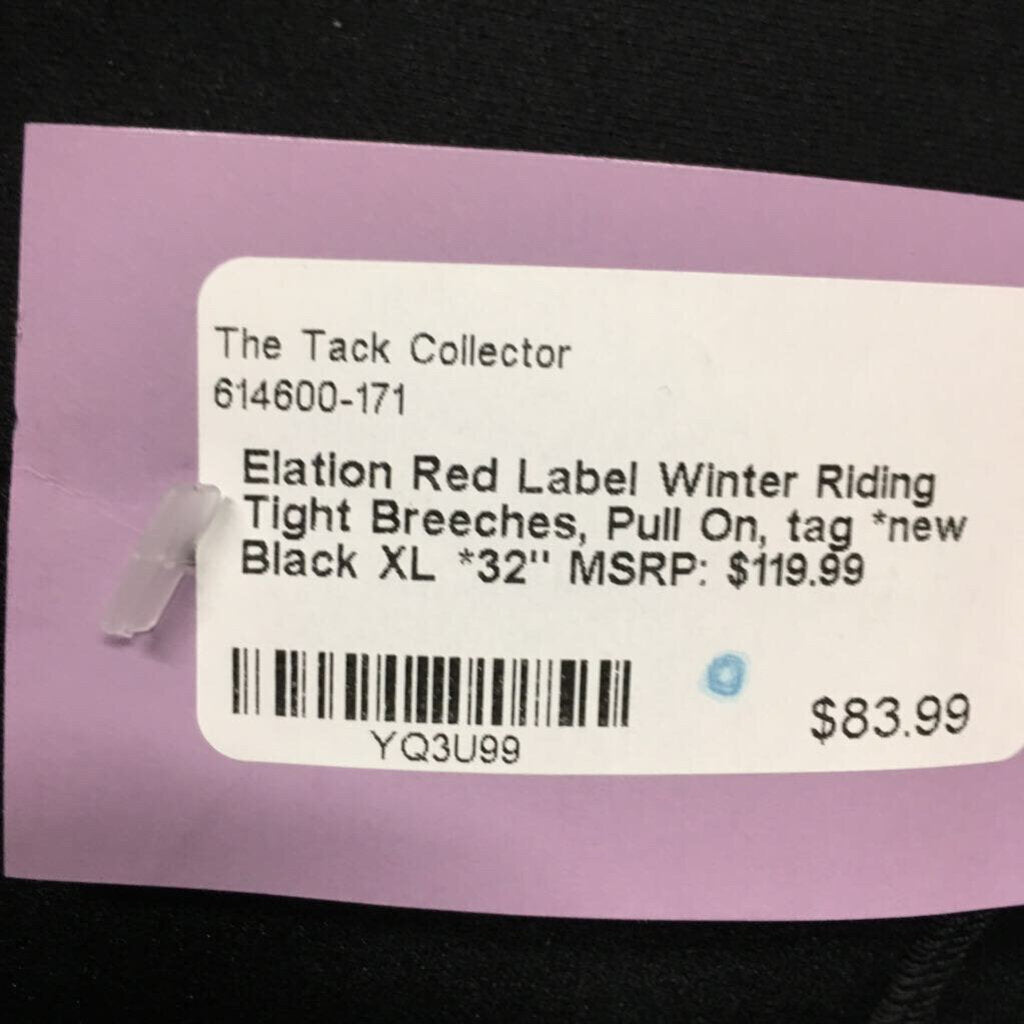 The Tack Collector
614600-171
Elation Red Label Winter Riding
Tight Breeches, Pull On, tag *new
Black XL *32" MSRP: $119.99
YQ3U99
$83.99